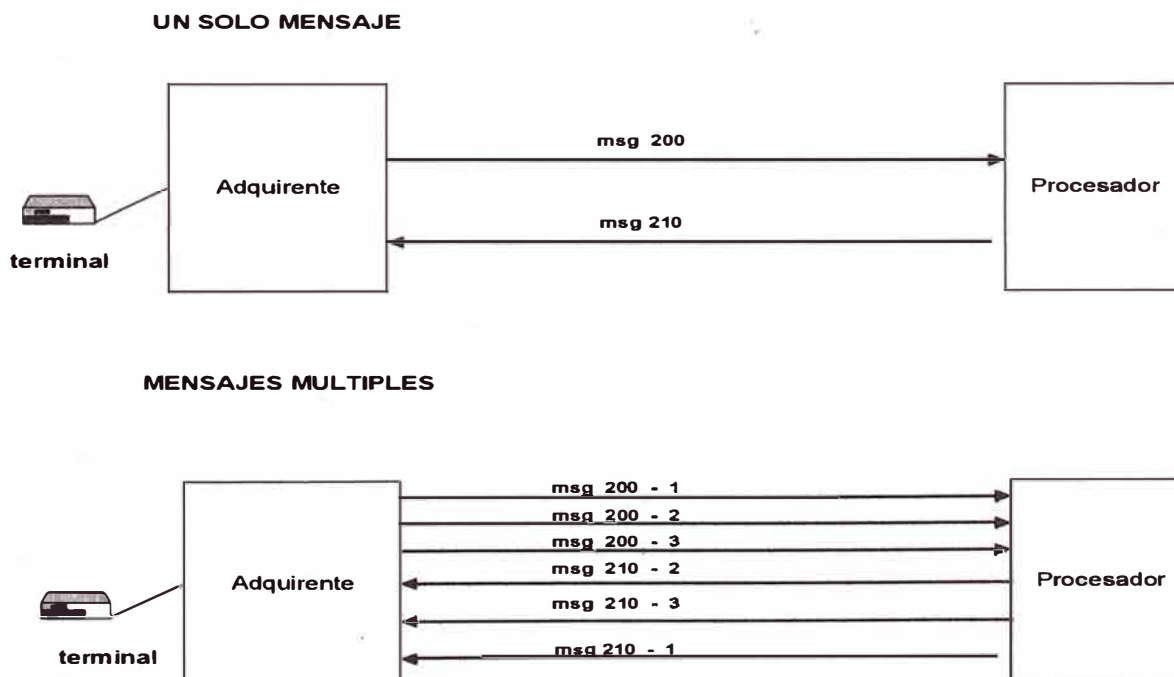 UN SOLO MENSAJE
msg 200
Adquirente
Procesador
msg 210
terminal
MENSAJES MULTIPLES
msg 200 - 1
msg 200 - 2
msg 200 - 3
msg 210 - 2
Adquirente
Procesador
msg 210 - 3
msg 210 - 1
terminal